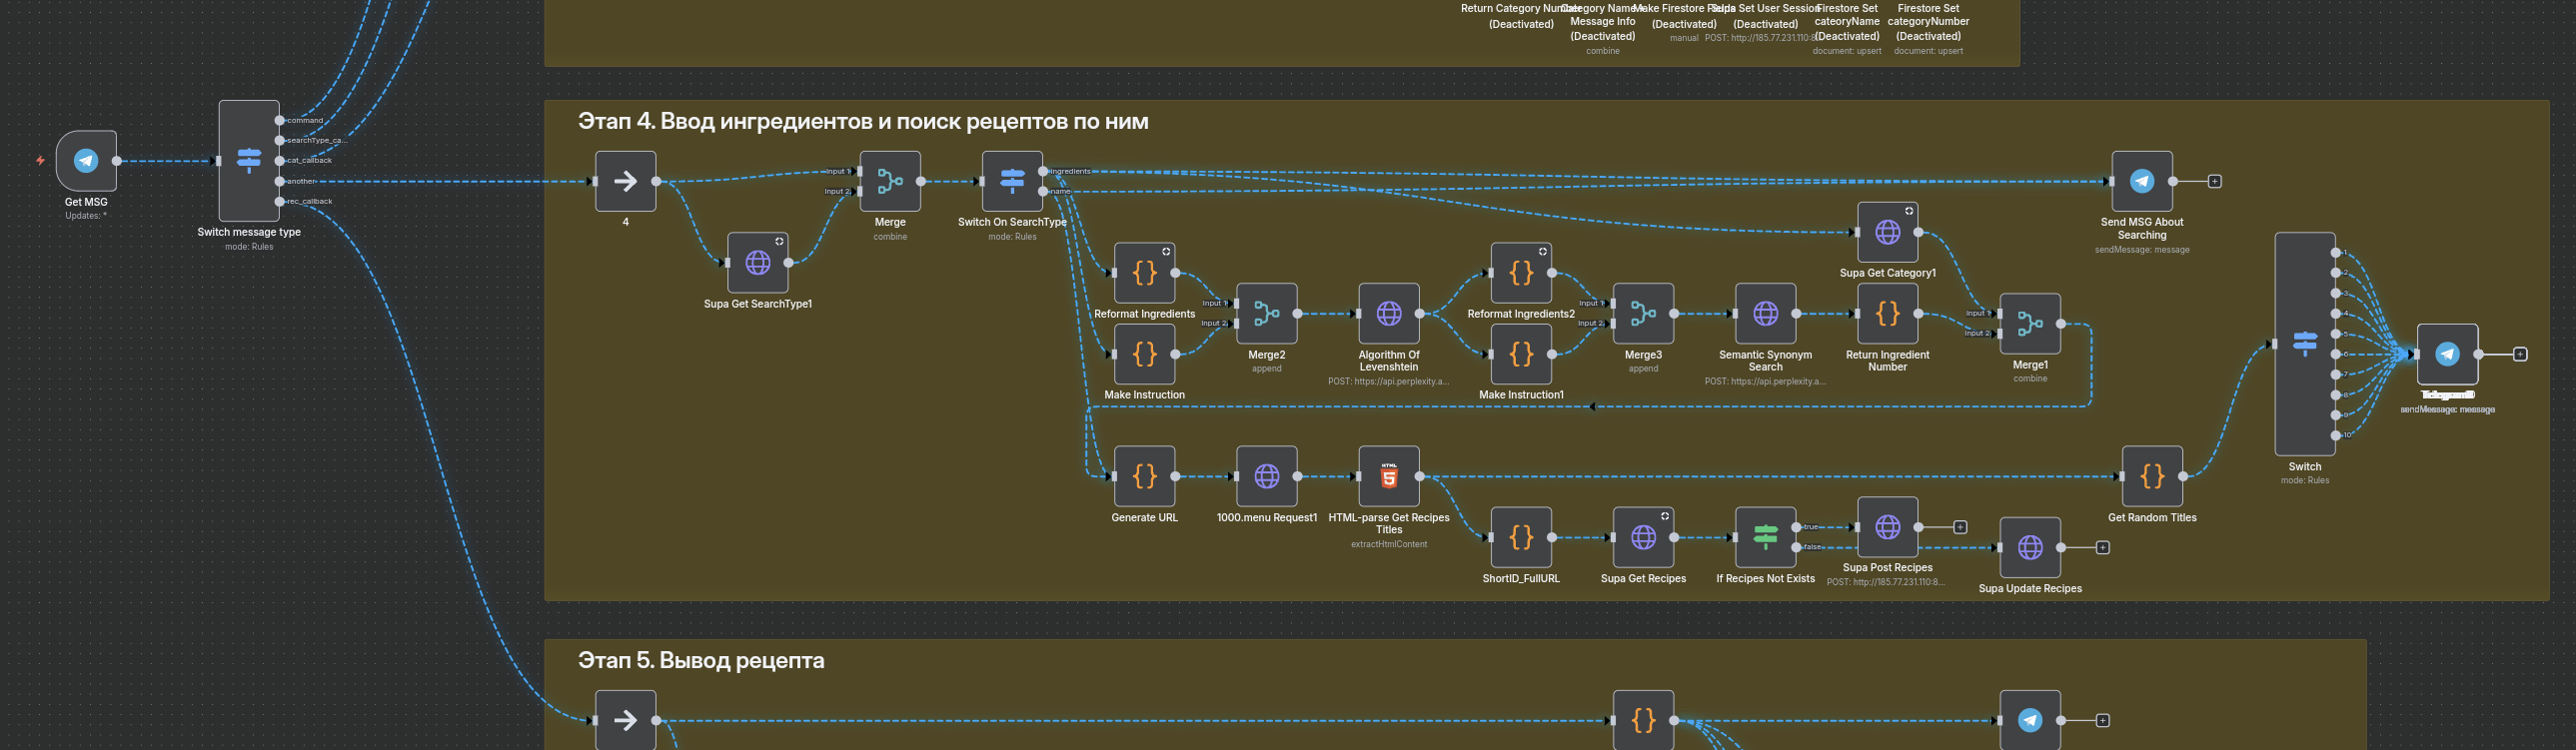 Return Category Number
(Deactivated)
Category Name+
Message Info
(Deactivated)
combine
Make Firestore Fields
(Deactivated)
manual
Supa Set User Session
(Deactivated)
POST: http://185.77.231.110:8...
Firestore Set
cateoryName
(Deactivated)
document: upsert
Firestore Set
categoryNumber
(Deactivated)
document: upsert
Get MSG
Updates: *
command
searchType_ca...
cat_callback
another
rec_callback
Switch message type
mode: Rules
Этап 4. Ввод ингредиентов и поиск рецептов по ним
4
Supa Get SearchType1
Input 1
Input 2
Merge
combine
ingredients
name
Switch On SearchType
mode: Rules
Send MSG About
Searching
sendMessage: message
Supa Get Category1
Reformat Ingredients
Make Instruction
Input 1
Input 2
Merge2
append
Algorithm Of
Levenshtein
POST: https://api.perplexity.a...
Reformat Ingredients2
Make Instruction1
Input 1
Input 2
Merge3
append
Semantic Synonym
Search
POST: https://api.perplexity.a...
Return Ingredient
Number
Input 1
Input 2
Merge1
combine
Generate URL
1000.menu Request1
HTML
5
HTML-parse Get Recipes
Titles
extractHtmlContent
ShortID_FullURL
Supa Get Recipes
true
false
If Recipes Not Exists
Supa Post Recipes
POST: http://185.77.231.110:8...
Supa Update Recipes
Get Random Titles
1
2
3
4
5
6
7
8
9
10
Switch
mode: Rules
sendMessage: message
Этап 5. Вывод рецепта